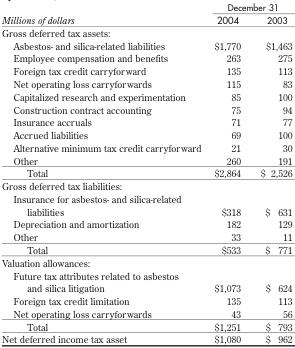 December 31
Millions of dollars 2004 2003
Gross deferred tax assets:
Asbestos- and silica-related liabilities $1,770 $1,463
Employee compensation and benefits 263 275
Foreign tax credit carryforward 135 113
Net operating loss carryforwards 115 83
Capitalized research and experimentation 85 100
Construction contract accounting 75 94
Insurance accruals 71 77
Accrued liabilities 69 100
Alternative minimum tax credit carryforward 21 30
Other 260 191
Total $2,864 $ 2,526
Gross deferred tax liabilities:
Insurance for asbestos- and silica-related
liabilities $318 $ 631
Depreciation and amortization 182 129
Other 33 11
Total $533 $ 771
Valuation allowances:
Future tax attributes related to asbestos
and silica litigation $1,073 $ 624
Foreign tax credit limitation 135 113
Net operating loss carryforwards 43 56
Total $1,251 $ 793
Net deferred income tax asset $1,080 $ 962